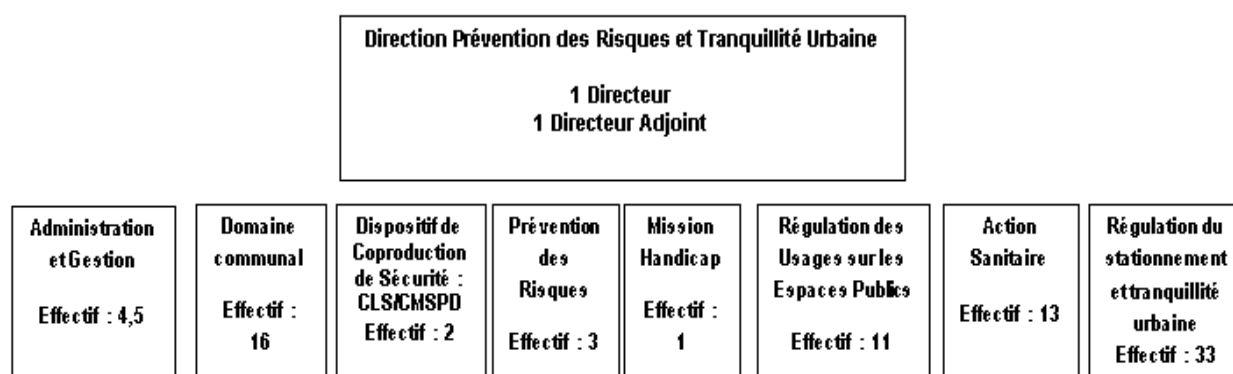 Direction Prévention des Risques et Tranquillité Urbaine
1 Directeur
1 Directeur Adjoint
Administration
et Gestion
Effectif : 4,5
Domaine
communal
Effectif :
16
Dispositif de
Coproduction
de Sécurité :
CLS/CMSPD
Effectif : 2
Prévention
des
Risques
Effectif : 3
Mission
Handicap
Effectif :
1
Régulation des
Usages sur les
Espaces Publics
Effectif : 11
Action
Sanitaire
Effectif : 13
Régulation du
stationnement
et tranquillité
urbaine
Effectif : 33